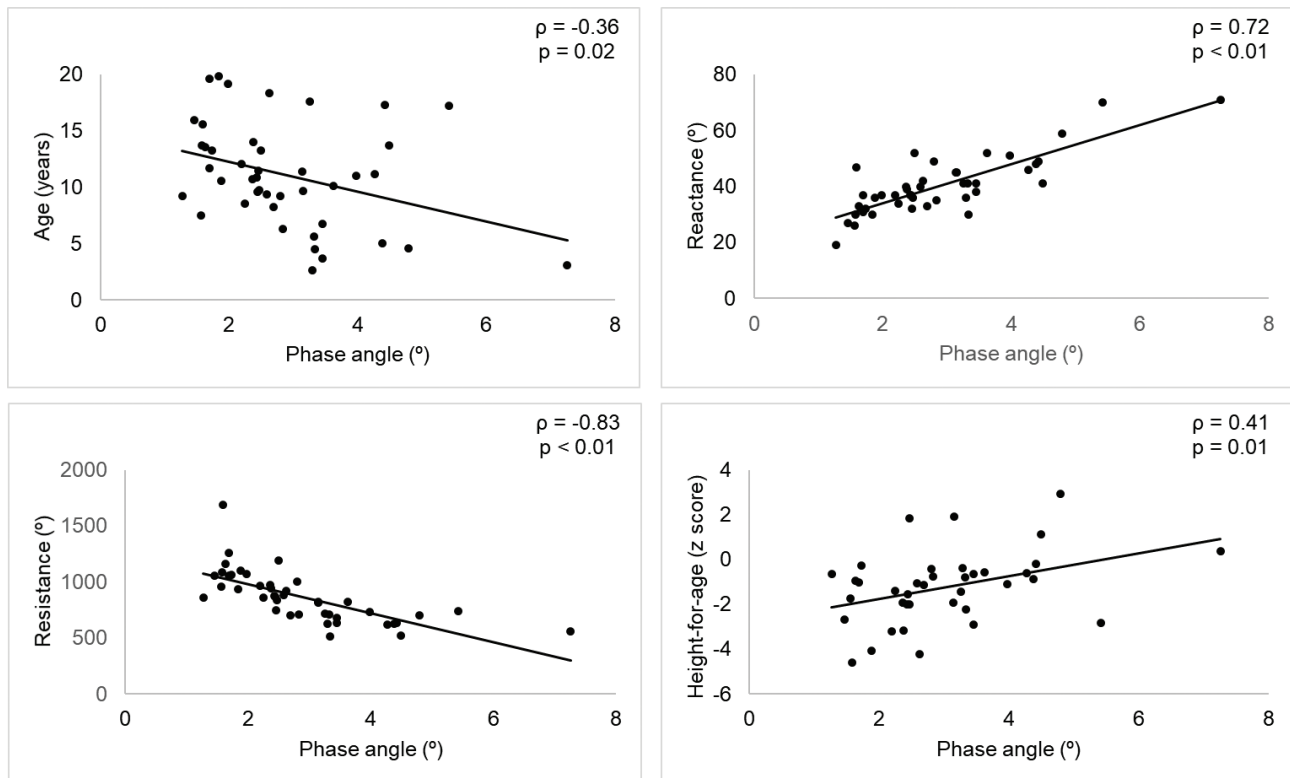 ρ = -0.36
p = 0.02
20
15
10
5
0
Age (years)
0 2 4 6 8
Phase angle (º)
ρ = 0.72
p < 0.01
80
60
40
20
0
Reactance (º)
0 2 4 6 8
Phase angle (º)
ρ = -0.83
p < 0.01
2000
1500
1000
500
0
Resistance (º)
0 2 4 6 8
Phase angle (º)
ρ = 0.41
p = 0.01
4
2
0
-2
-4
-6
Height-for-age (z score)
0 2 4 6 8
Phase angle (º)